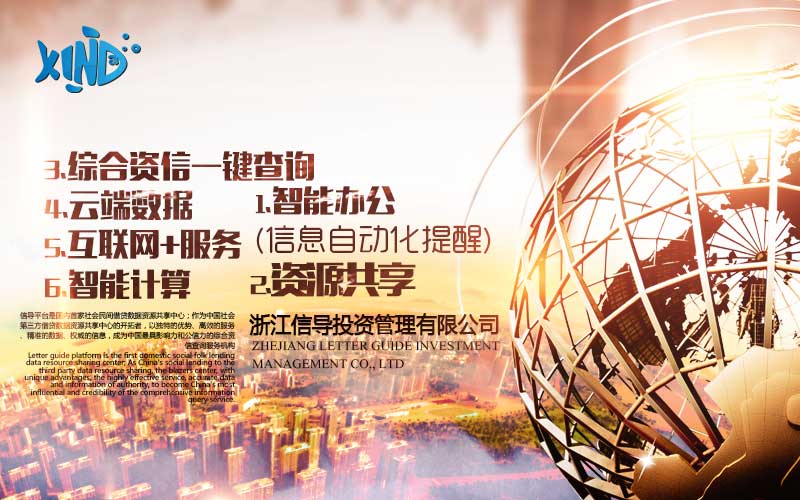 XIND
3.综合资信一键查询
4.云端数据
5.互联网+服务
6.智能计算
1.智能办公
(信息自动化提醒)
2.资源共享
信导平台是国内首家社会民间借贷数据资源共享中心；作为中国社会
第三方借贷数据资源共享中心的开拓者，以独特的优势、高效的服务
、精准的数据、权威的信息，成为中国最具影响力和公信力的综合资
信查询服务机构
Letter guide platform Is the first domestic social folk lending
data resource sharing center; As China's social lending to the
third party data resource sharing, the blazers center, with
unique advantages, the highly effective service, accurate data
and information of authority, to become China's most
influential and credibility of the comprehensive information
query service.
浙江信导投资管理有限公司
ZHEJIANG LETTER GUIDE INVESTMENT
MANAGEMENT CO., LTD